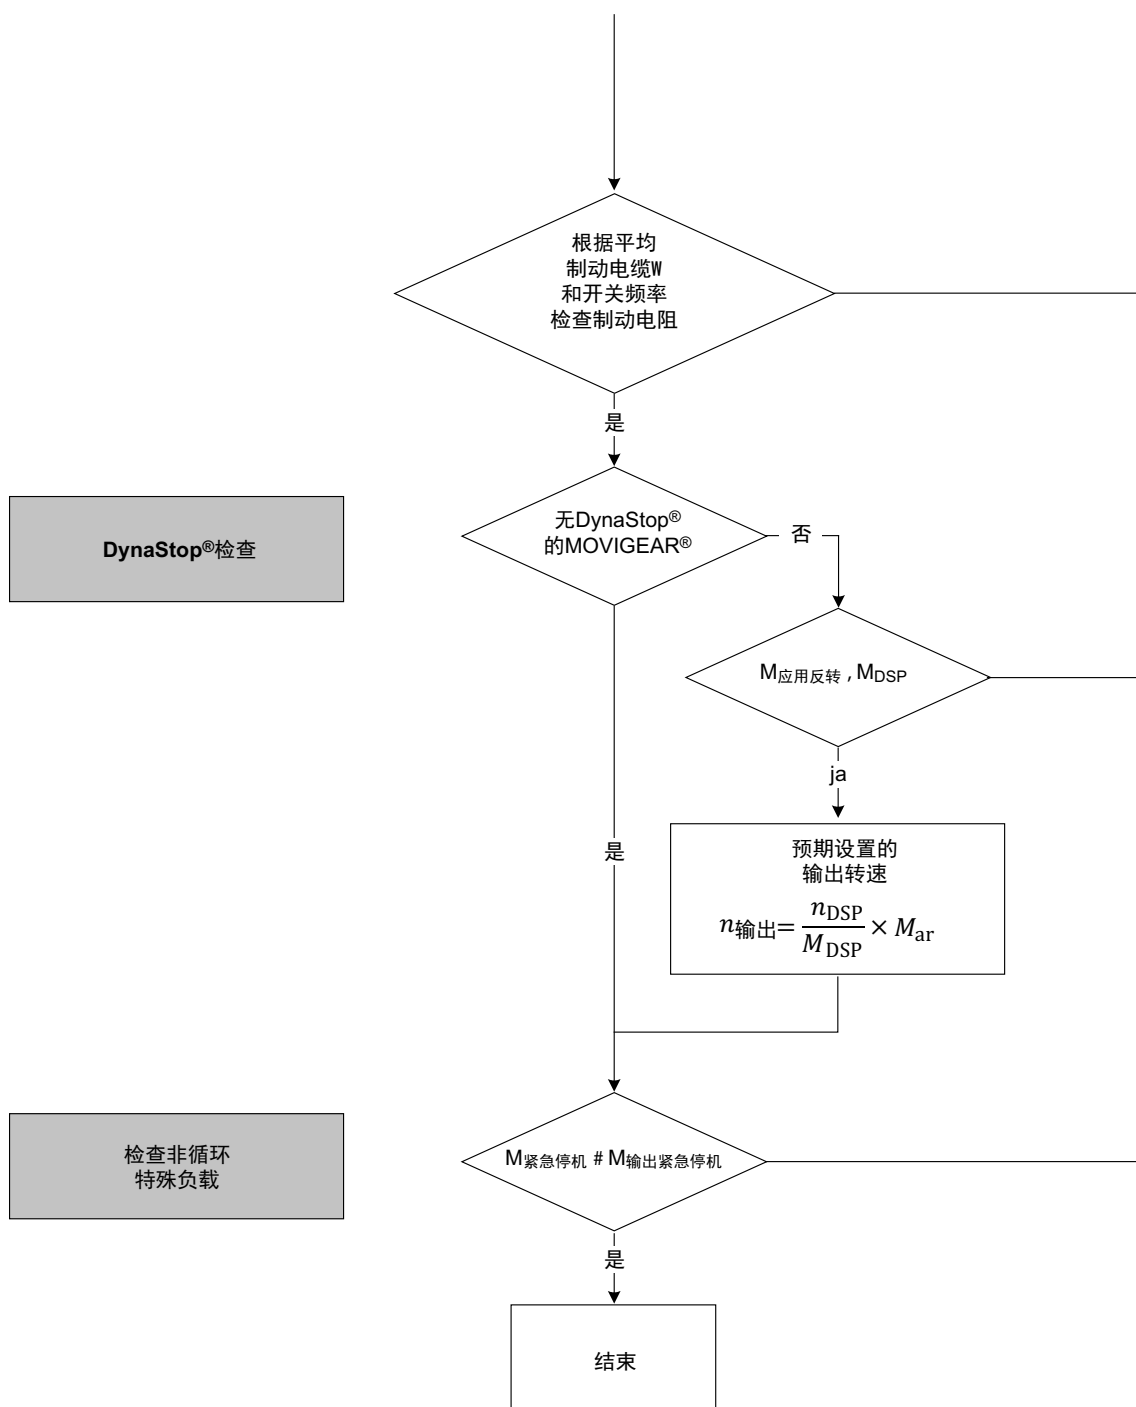 根据平均
制动电缆W
和开关频率
检查制动电阻
是
DynaStop®检查
无DynaStop®
的MOVIGEAR®
否
M应用反转 , MDSP
ja
是
预期设置的
输出转速
n输出= nDSP / MDSP × Mar
检查非循环
特殊负载
M紧急停机 # M输出紧急停机
是
结束